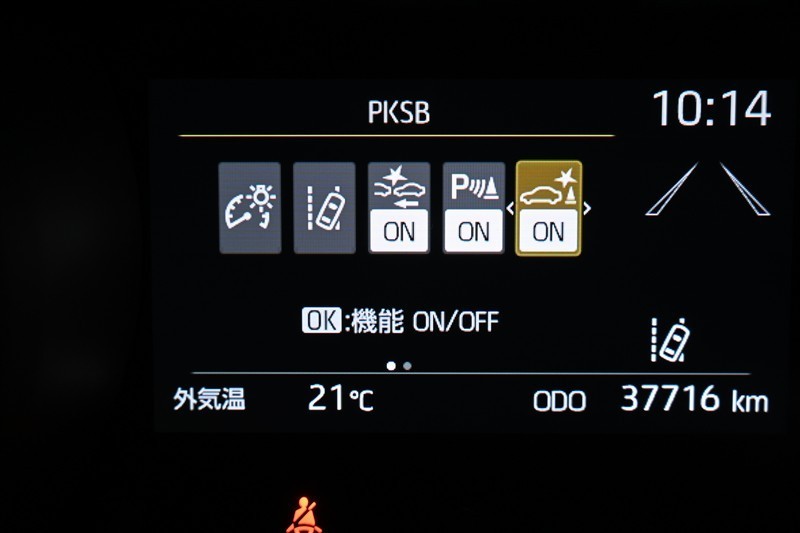 PKSB 10:14
P
ON ON ON
OK:機能 ON/OFF
外気温 21℃ ODO 37716 km